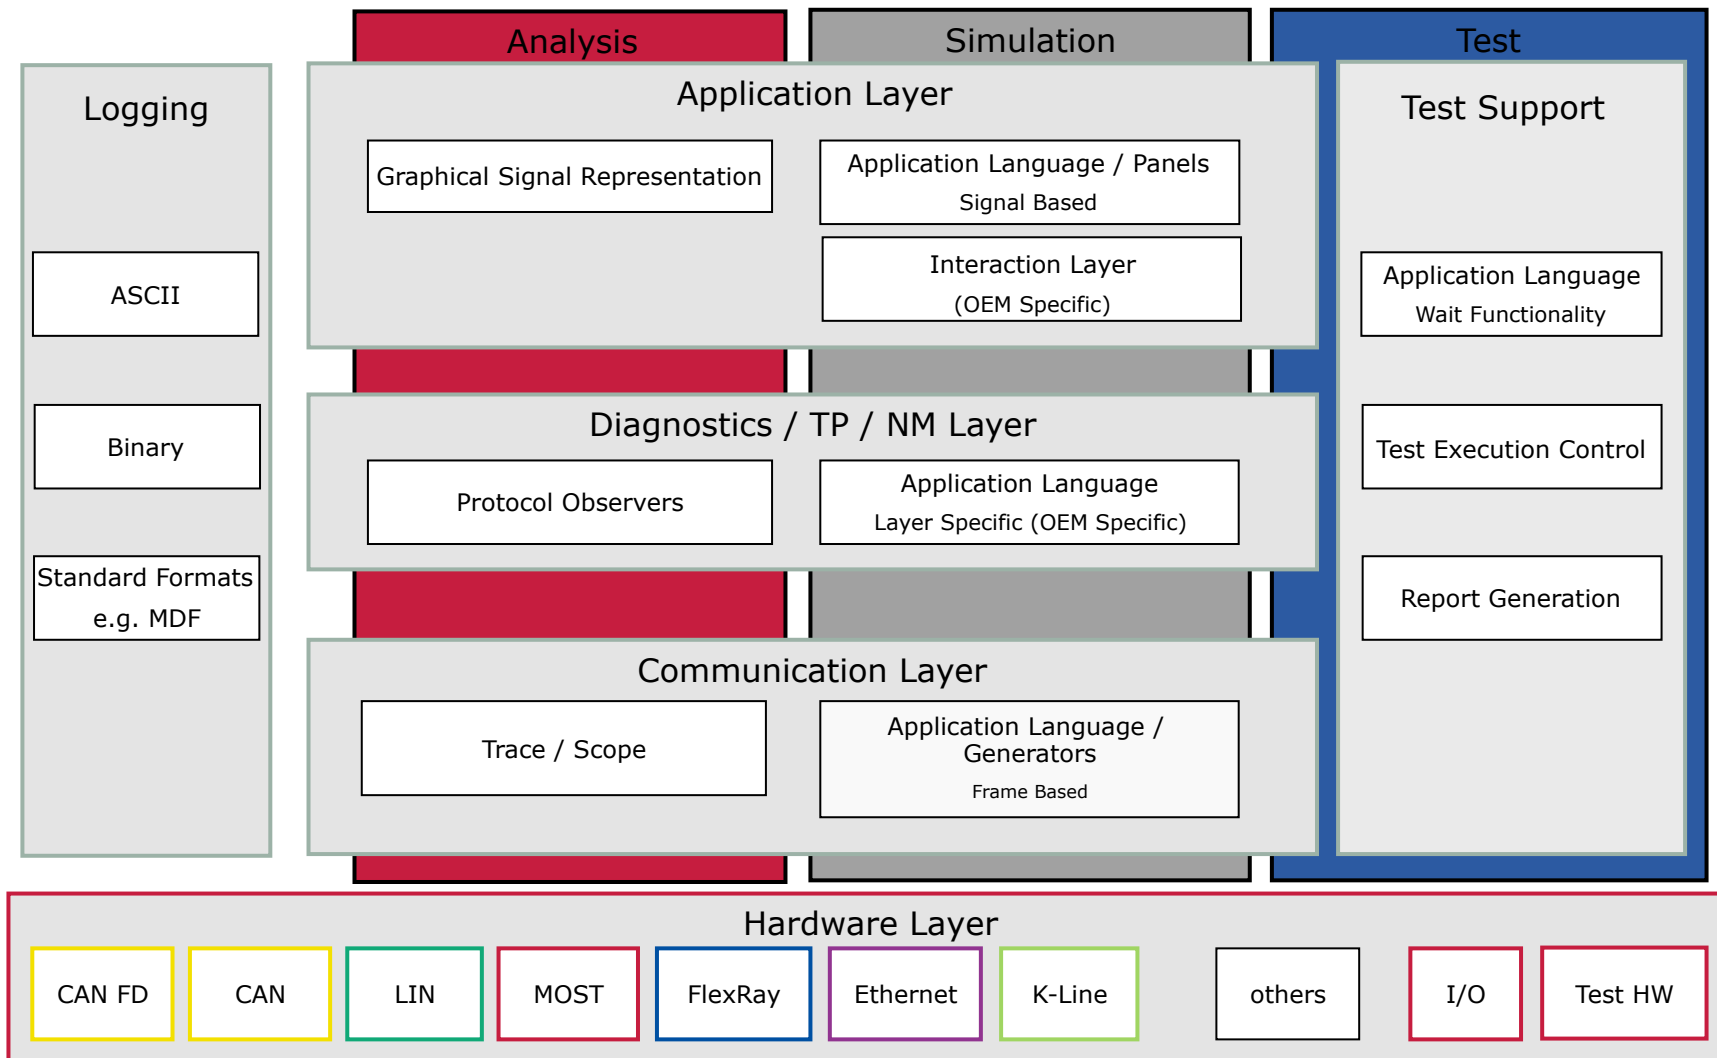 Analysis
Simulation
Test
Logging
ASCII
Binary
Standard Formats
e.g. MDF
Application Layer
Graphical Signal Representation
Application Language / Panels
Signal Based
Interaction Layer
(OEM Specific)
Diagnostics / TP / NM Layer
Protocol Observers
Application Language
Layer Specific (OEM Specific)
Communication Layer
Trace / Scope
Application Language /
Generators
Frame Based
Test Support
Application Language
Wait Functionality
Test Execution Control
Report Generation
Hardware Layer
CAN FD
CAN
LIN
MOST
FlexRay
Ethernet
K-Line
others
I/O
Test HW